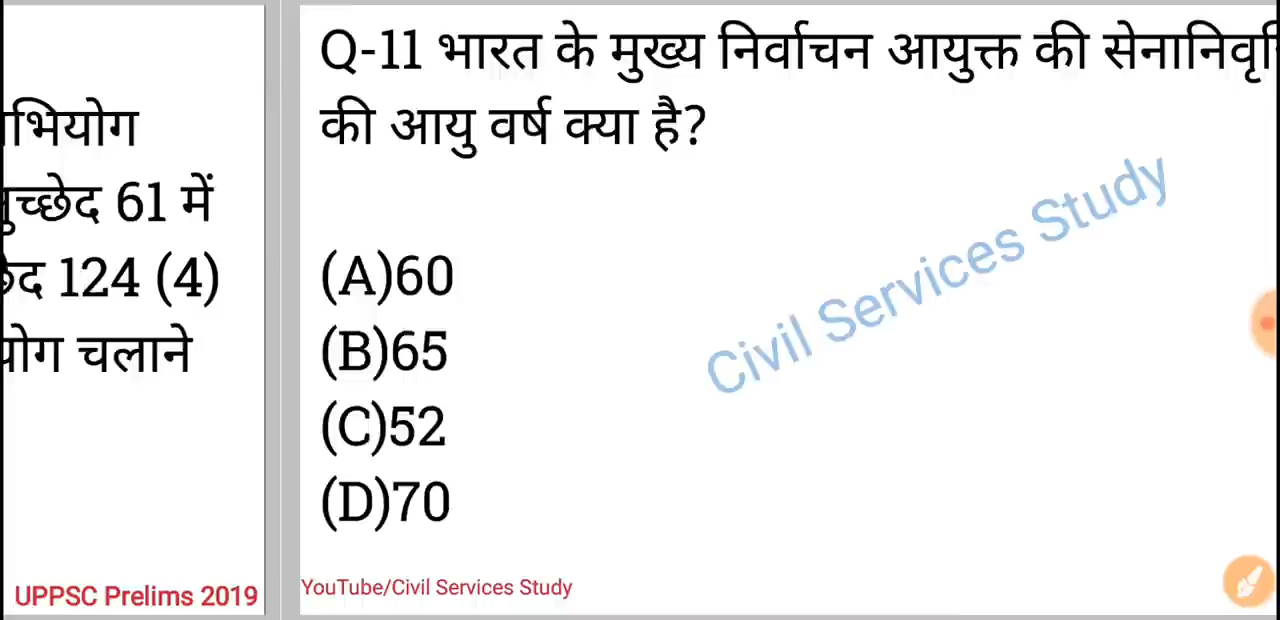 भियोग
च्छेद 61 में
124 (4)
चलाने
UPPSC Prelims 2019
Q-11 भारत के मुख्य निर्वाचन आयुक्त की
की आयु वर्ष क्या है?
(A)60
(B)65
(C)52
(D)70
Civil Services Study
YouTube/Civil Services Study